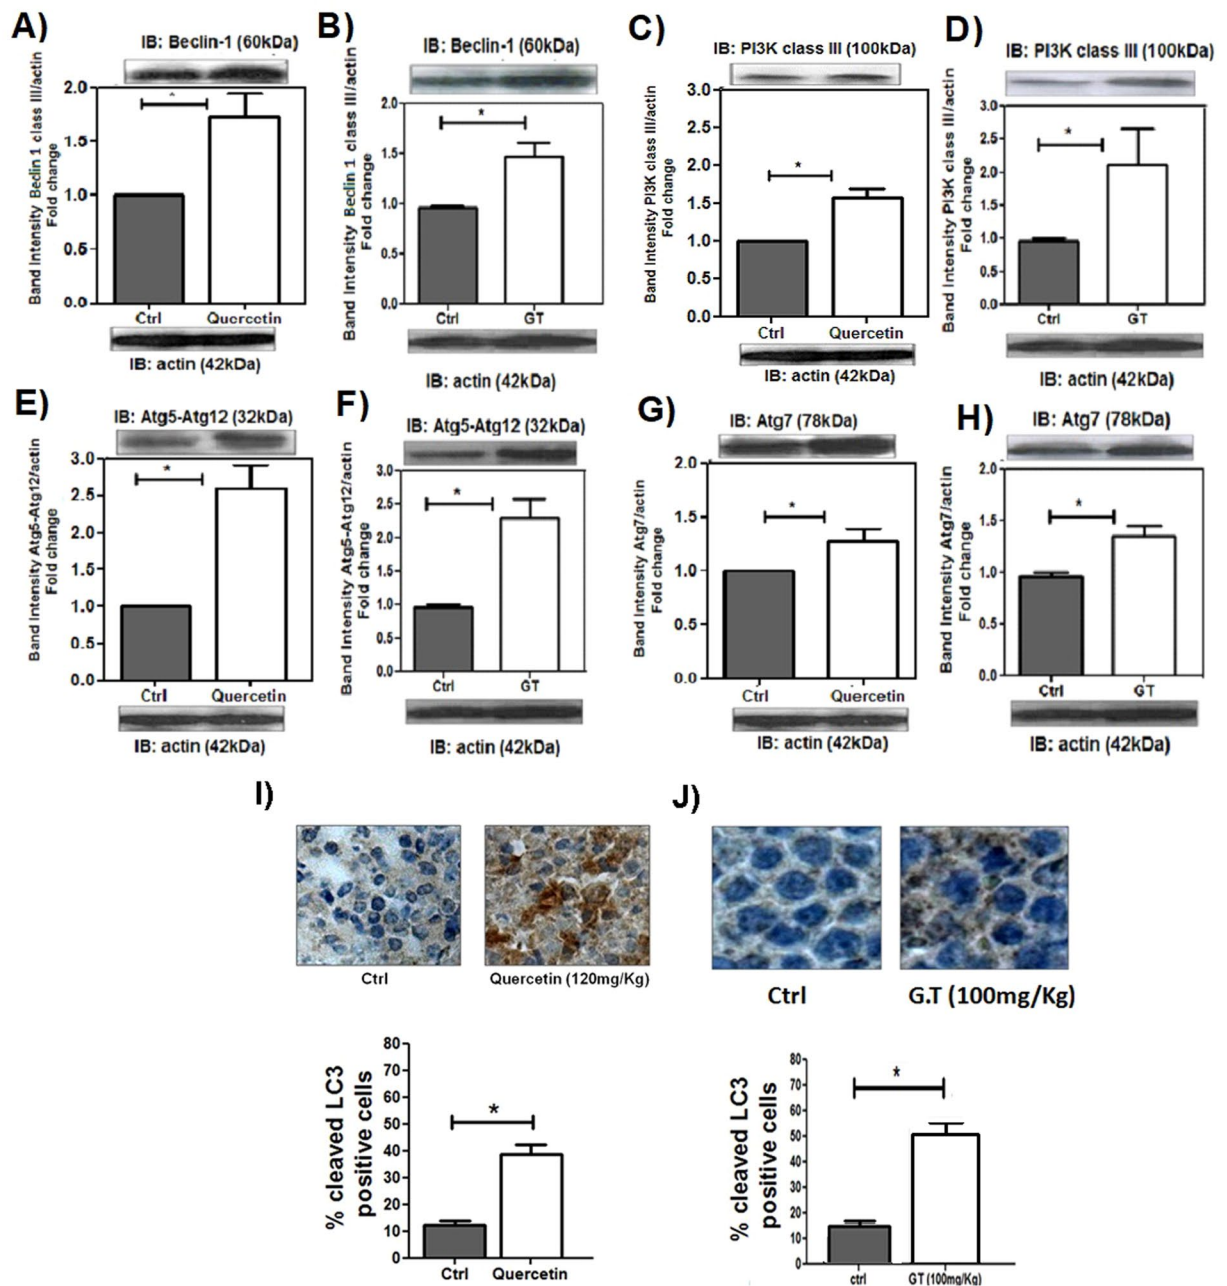 A)
IB: Beclin-1 (60kDa)
Band Intensity Beclin 1 class III/actin
Fold change
2.0
1.5
1.0
0.5
0.0
Ctrl Quercetin
IB: actin (42kDa)
B)
IB: Beclin-1 (60kDa)
Band Intensity Beclin 1 class III/actin
Fold change
2.0
*
1.5
1.0
0.5
0.0
Ctrl GT
IB: actin (42kDa)
C)
IB: PI3K class III (100kDa)
Band Intensity PI3K class III/actin
Fold change
3.0
2.5
2.0
*
1.5
1.0
0.5
0.0
Ctrl Quercetin
IB: actin (42kDa)
D)
IB: PI3K class III (100kDa)
Band Intensity PI3K class III/actin
Fold change
3.0
*
2.5
2.0
1.5
1.0
0.5
0.0
Ctrl GT
IB: actin (42kDa)
E)
IB: Atg5-Atg12 (32kDa)
Band Intensity Atg5-Atg12/actin
Fold change
3.0
*
2.5
2.0
1.5
1.0
0.5
0.0
Ctrl Quercetin
IB: actin (42kDa)
F)
IB: Atg5-Atg12 (32kDa)
Band Intensity Atg5-Atg12/actin
Fold change
3.0
*
2.5
2.0
1.5
1.0
0.5
0.0
Ctrl GT
IB: actin (42kDa)
G)
IB: Atg7 (78kDa)
Band Intensity Atg7/actin
Fold change
2.0
*
1.5
1.0
0.5
0.0
Ctrl Quercetin
IB: actin (42kDa)
H)
IB: Atg7 (78kDa)
Band Intensity Atg7/actin
Fold change
2.0
*
1.5
1.0
0.5
0.0
Ctrl GT
IB: actin (42kDa)
I)
Ctrl Quercetin (120mg/Kg)
% cleaved LC3
positive cells
80
70
60
*
50
40
30
20
10
0
Ctrl Quercetin
J)
Ctrl G.T (100mg/Kg)
% cleaved LC3
positive cells
80
*
70
60
50
40
30
20
10
0
ctrl GT (100mg/Kg)